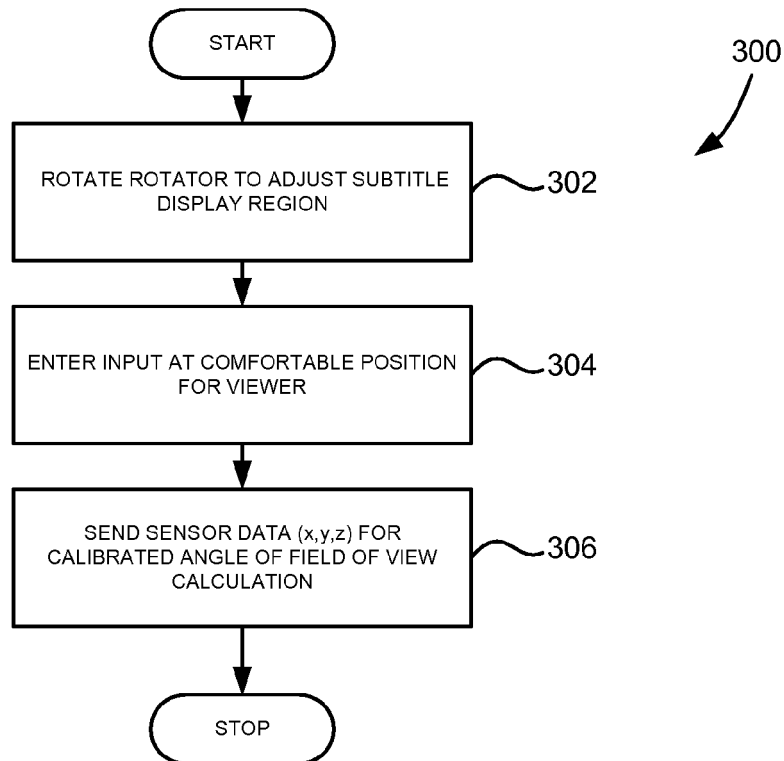 START
300
ROTATE ROTATOR TO ADJUST SUBTITLE
DISPLAY REGION
302
ENTER INPUT AT COMFORTABLE POSITION
FOR VIEWER
304
SEND SENSOR DATA (x,y,z) FOR
CALIBRATED ANGLE OF FIELD OF VIEW
CALCULATION
306
STOP